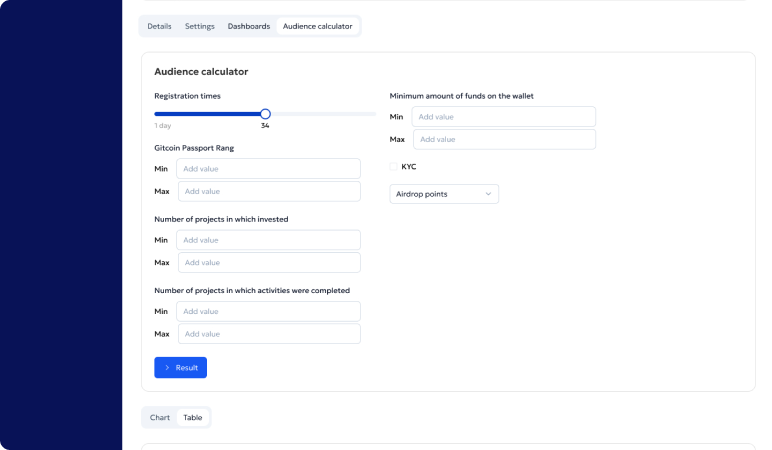 Details Settings Dashboards Audience calculator
Audience calculator
Registration times
1 day 34
Gitcoin Passport Rang
Min Add value
Max Add value
Number of projects in which invested
Min Add value
Max Add value
Number of projects in which activities were completed
Min Add value
Max Add value
Result
Minimum amount of funds on the wallet
Min Add value
Max Add value
KYC
Airdrop points
Chart Table